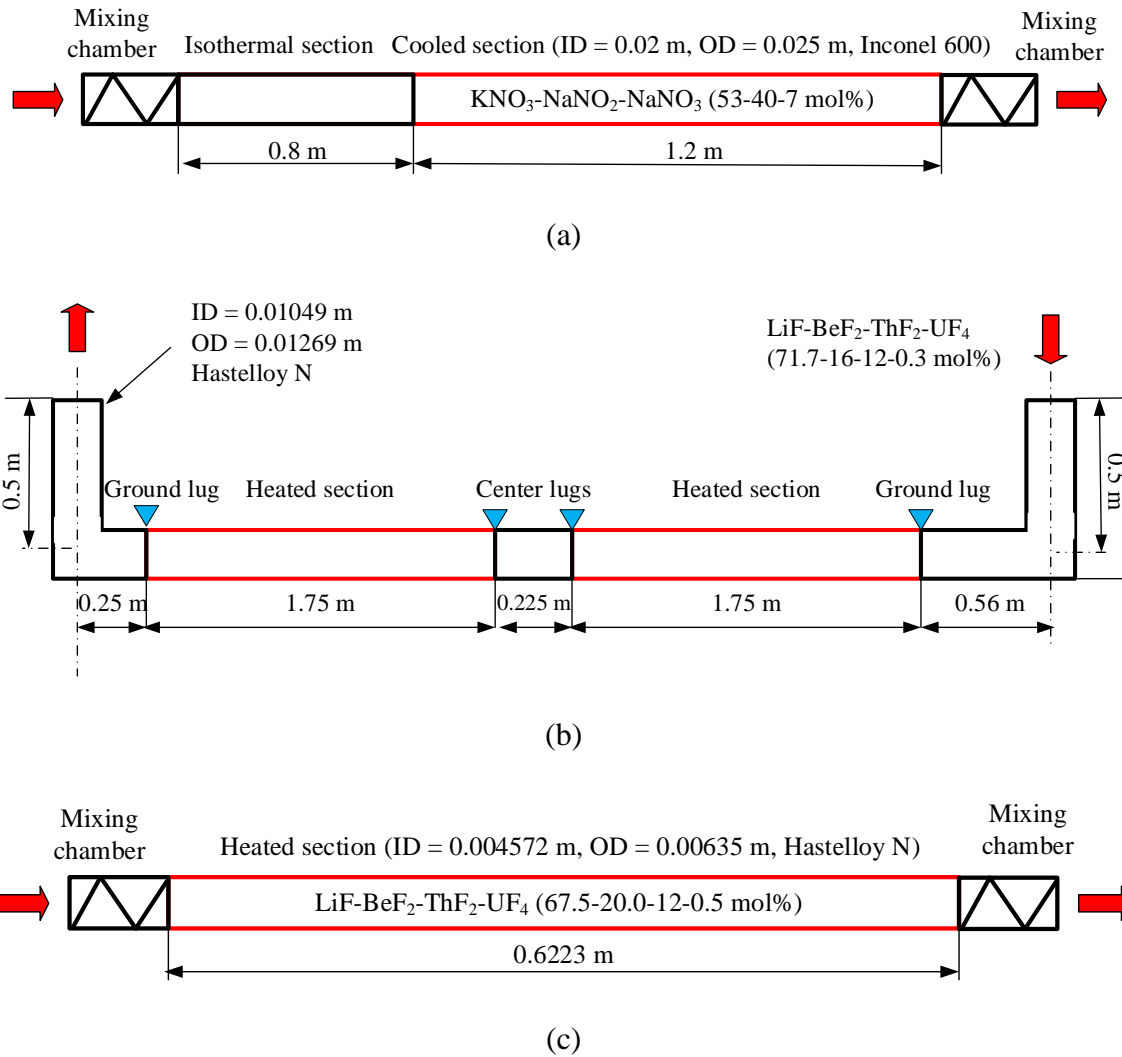 Mixing
chamber
Isothermal section
Cooled section (ID = 0.02 m, OD = 0.025 m, Inconel 600)
Mixing
chamber
KNO₃-NaNO₂-NaNO₃ (53-40-7 mol%)
0.8 m
1.2 m
(a)
ID = 0.01049 m
OD = 0.01269 m
Hastelloy N
LiF-BeF₂-ThF₂-UF₄
(71.7-16-12-0.3 mol%)
0.5 m
Ground lug
Heated section
Center lugs
Heated section
Ground lug
0.5 m
0.25 m
1.75 m
0.225 m
1.75 m
0.56 m
(b)
Mixing
chamber
Heated section (ID = 0.004572 m, OD = 0.00635 m, Hastelloy N)
Mixing
chamber
LiF-BeF₂-ThF₂-UF₄ (67.5-20.0-12-0.5 mol%)
0.6223 m
(c)